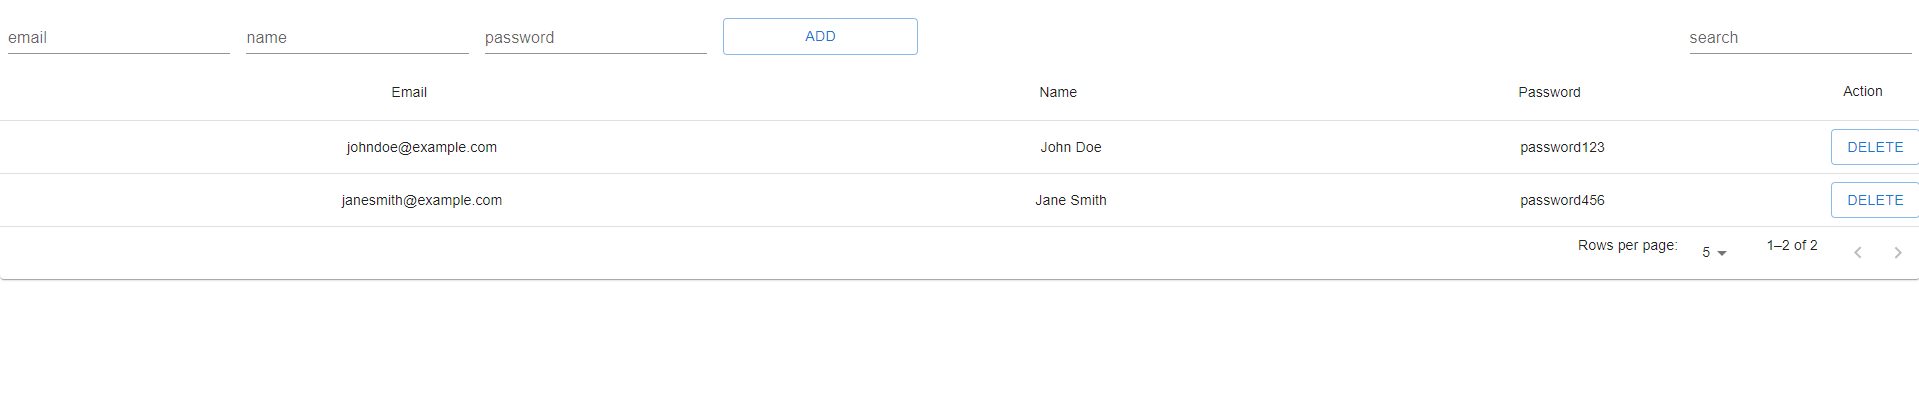 email name password ADD search
Email Name Password Action
johndoe@example.com John Doe password123 DELETE
janesmith@example.com Jane Smith password456 DELETE
Rows per page: 5 1–2 of 2